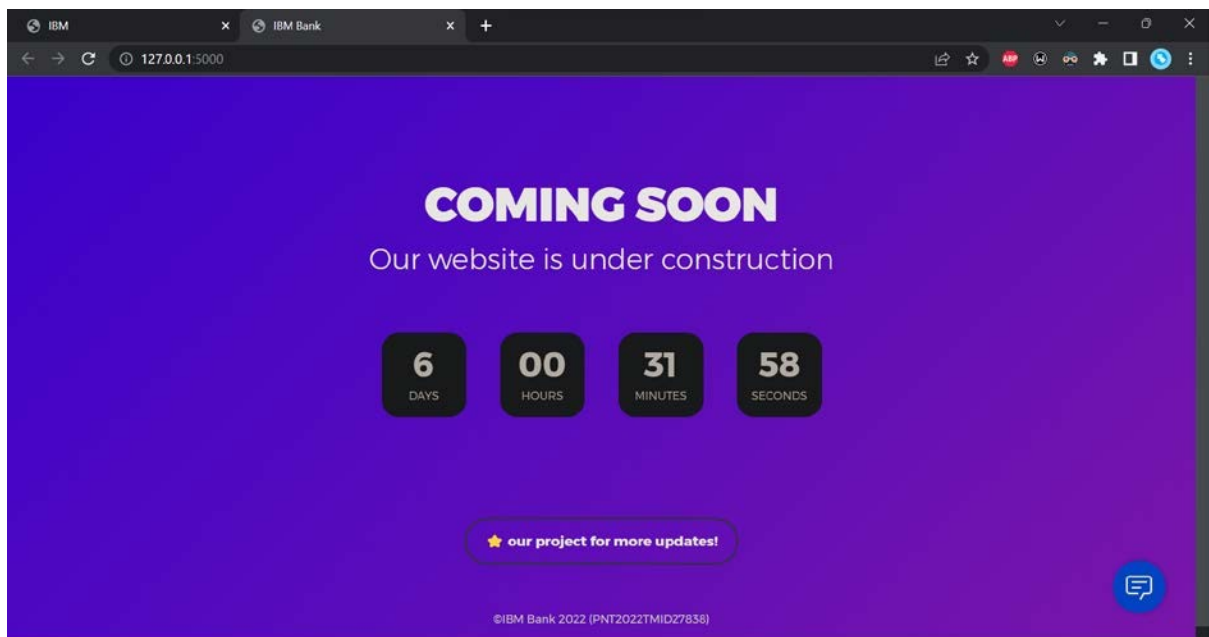 IBM
IBM Bank
127.0.0.1:5000
ABP
COMING SOON
Our website is under construction
6
DAYS
00
HOURS
31
MINUTES
58
SECONDS
our project for more updates!
©IBM Bank 2022 (PNT2022TMID27838)